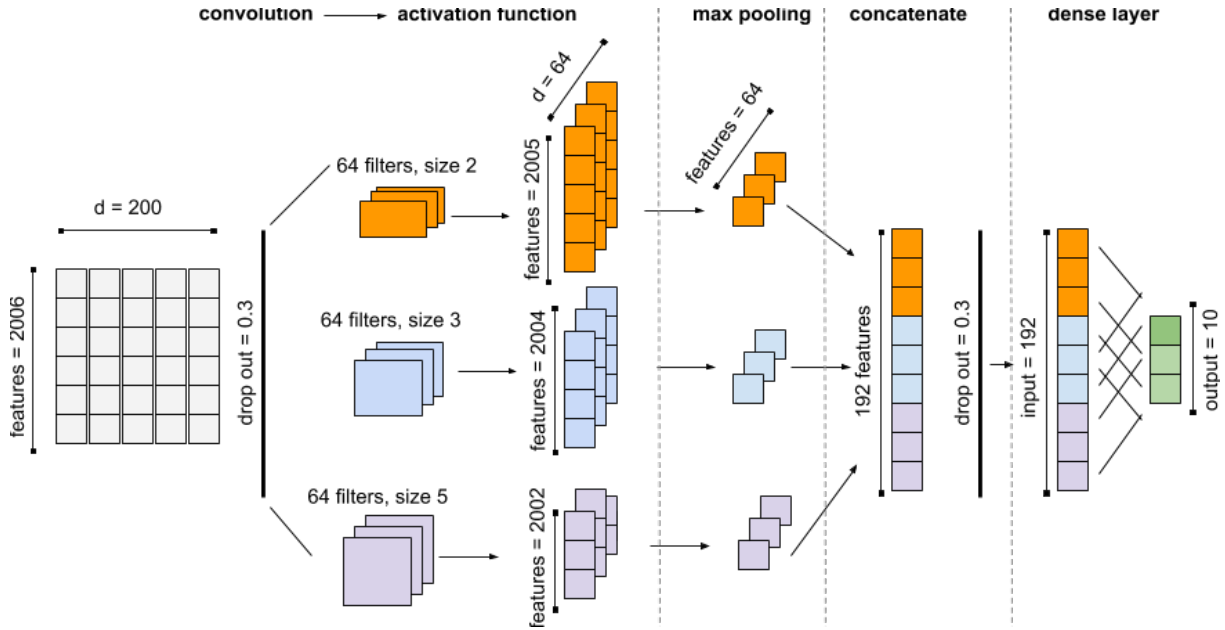 convolution
activation function
max pooling
concatenate
dense layer
d = 200
features = 2006
drop out = 0.3
64 filters, size 2
d = 64
features = 2005
features = 64
64 filters, size 3
features = 2004
64 filters, size 5
features = 2002
192 features
drop out = 0.3
input = 192
output = 10